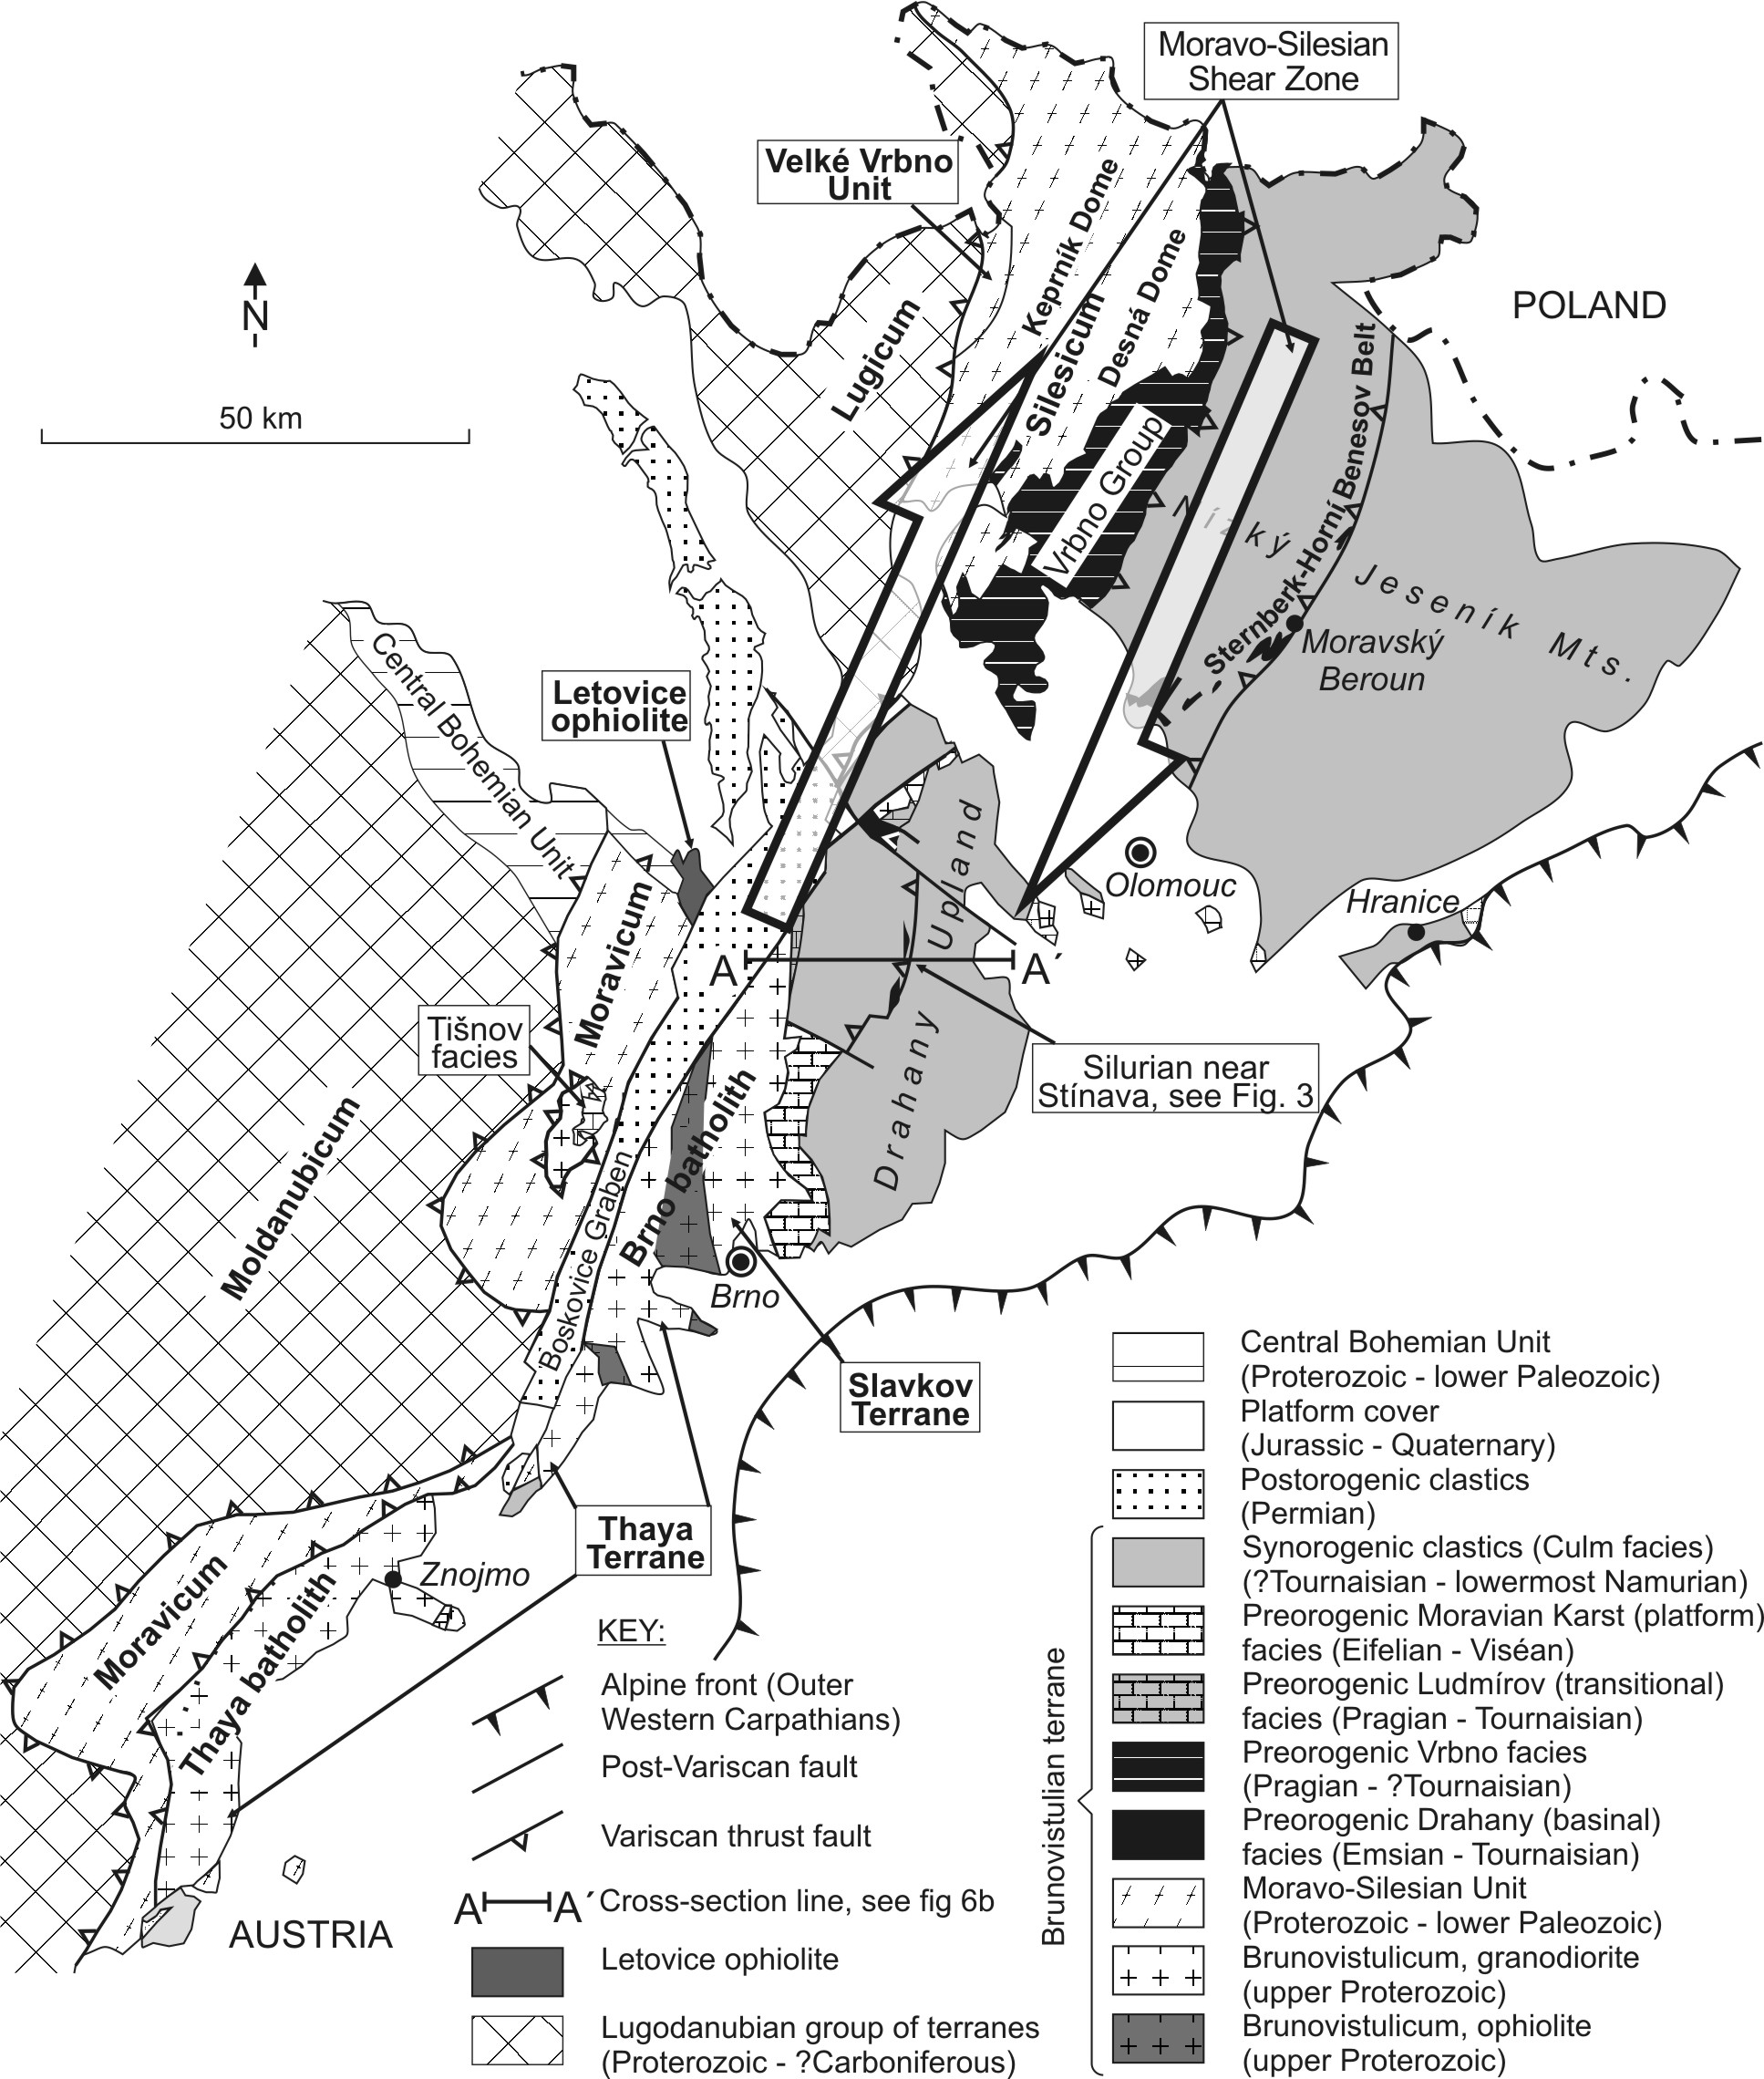 Moravo-Silesian
Shear Zone
Velké Vrbno
Unit
N
50 km
POLAND
Keprník Dome
Silesicum
Desná Dome
Lugicum
Vrbno Group
Sternberk-Horní Benesov Belt
Nízký Jeseník Mts.
Moravský
Beroun
Central Bohemian Unit
Letovice
ophiolite
Olomouc
Hranice
Moravicum
Drahany Upland
A
A´
Tišnov
facies
Silurian near
Stínava, see Fig. 3
Moldanubicum
Boskovice Graben
Brno batholith
Brno
Slavkov
Terrane
Thaya
Terrane
Znojmo
Moravicum
Thaya batholith
AUSTRIA
KEY:
Alpine front (Outer
Western Carpathians)
Post-Variscan fault
Variscan thrust fault
A A´ Cross-section line, see fig 6b
Letovice ophiolite
Lugodanubian group of terranes
(Proterozoic - ?Carboniferous)
Central Bohemian Unit
(Proterozoic - lower Paleozoic)
Platform cover
(Jurassic - Quaternary)
Postorogenic clastics
(Permian)
Brunovistulian terrane
Synorogenic clastics (Culm facies)
(?Tournaisian - lowermost Namurian)
Preorogenic Moravian Karst (platform)
facies (Eifelian - Viséan)
Preorogenic Ludmírov (transitional)
facies (Pragian - Tournaisian)
Preorogenic Vrbno facies
(Pragian - ?Tournaisian)
Preorogenic Drahany (basinal)
facies (Emsian - Tournaisian)
Moravo-Silesian Unit
(Proterozoic - lower Paleozoic)
Brunovistulicum, granodiorite
(upper Proterozoic)
Brunovistulicum, ophiolite
(upper Proterozoic)